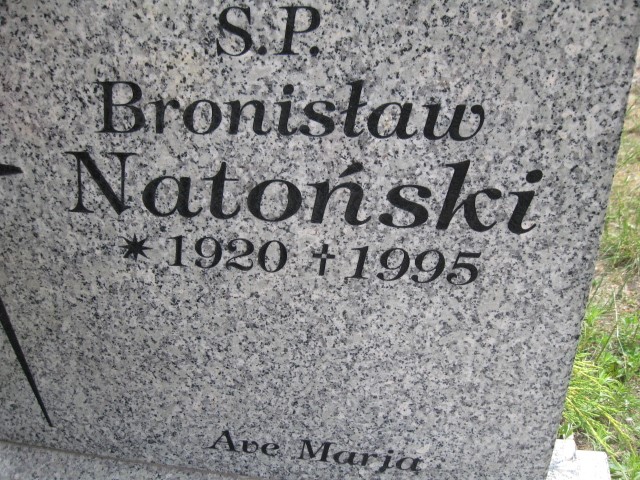 S.P.
Bronisław
Natoński
* 1920 † 1995
Ave Marja